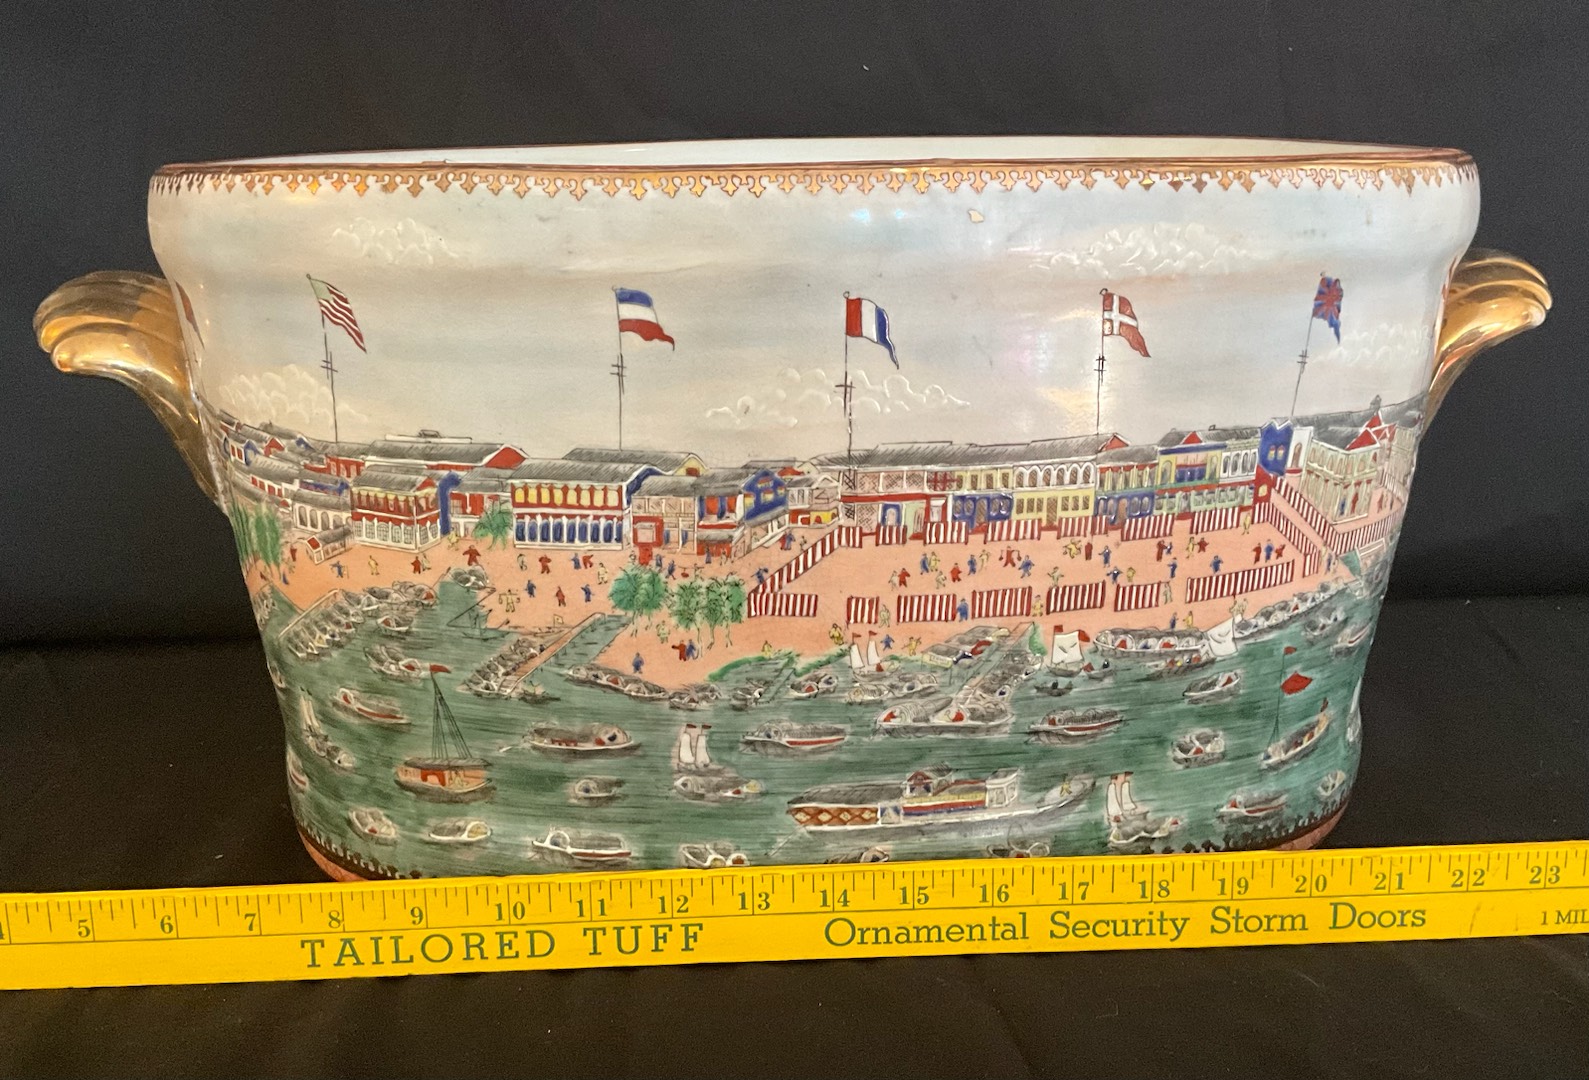 4 5 6 7 8 9 10 11 12 13 14 15 16 17 18 19 20 21 22 23
TAILORED TUFF Ornamental Security Storm Doors 1 MIL